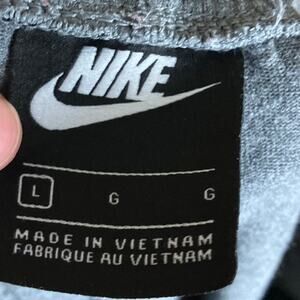 NIKE
L G G
MADE IN VIETNAM
FABRIQUE AU VIETNAM